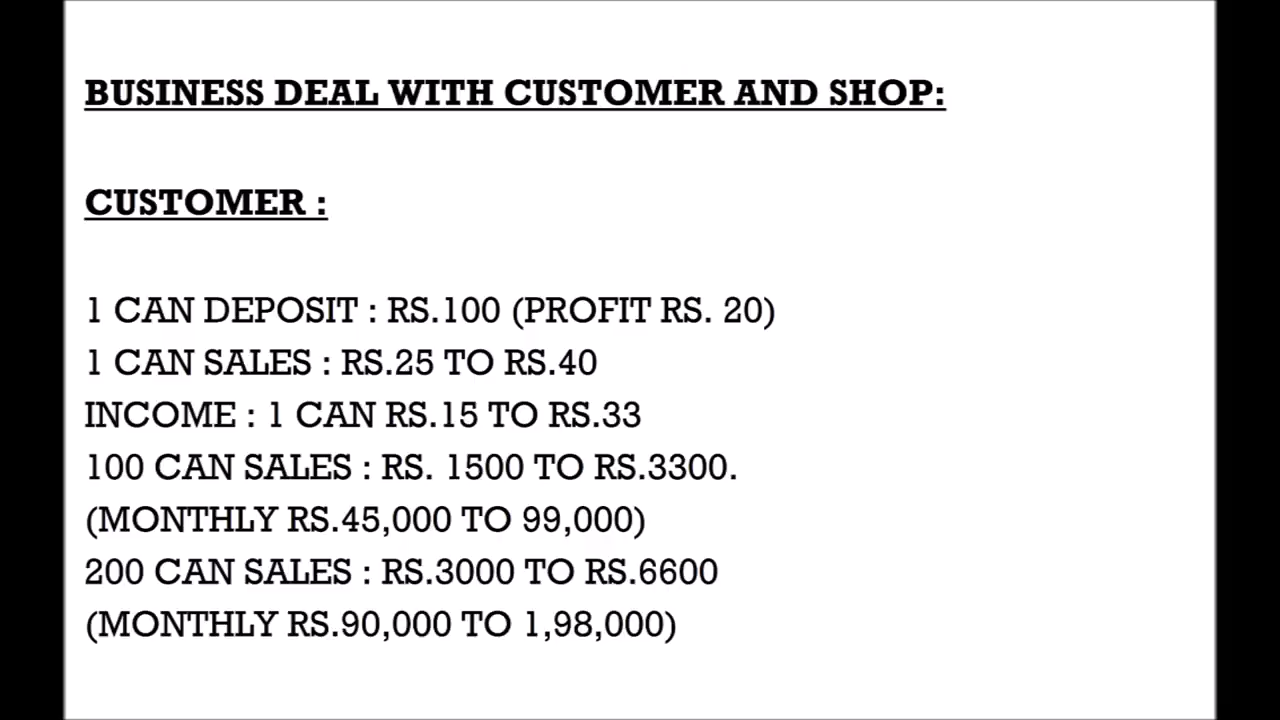 BUSINESS DEAL WITH CUSTOMER AND SHOP:
CUSTOMER :
1 CAN DEPOSIT : RS.100 (PROFIT RS. 20)
1 CAN SALES : RS.25 TO RS.40
INCOME : 1 CAN RS.15 TO RS.33
100 CAN SALES : RS. 1500 TO RS.3300.
(MONTHLY RS.45,000 TO 99,000)
200 CAN SALES : RS.3000 TO RS.6600
(MONTHLY RS.90,000 TO 1,98,000)